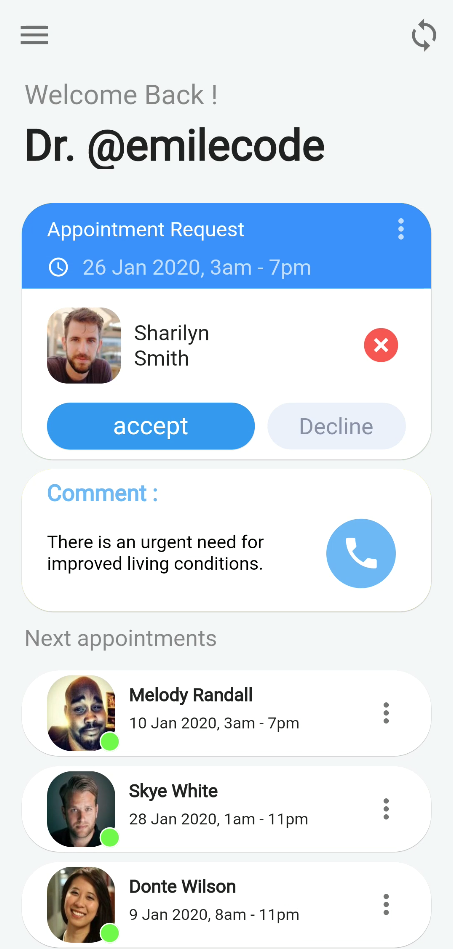 Welcome Back !
Dr. @emilecode
Appointment Request
26 Jan 2020, 3am - 7pm
Sharilyn
Smith
accept
Decline
Comment :
There is an urgent need for
improved living conditions.
Next appointments
Melody Randall
10 Jan 2020, 3am - 7pm
Skye White
28 Jan 2020, 1am - 11pm
Donte Wilson
9 Jan 2020, 8am - 11pm